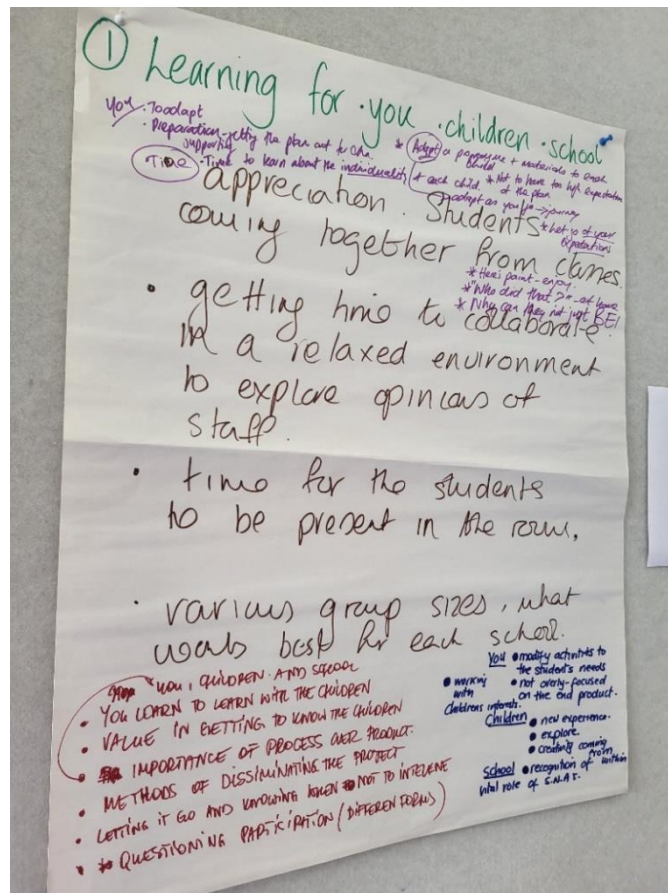 ① Learning for · you · children · school
You · To adapt
· Preparation - getting the plan out to chn.
supporting
Time · Time to learn about the individuality of each child.
* Adapt a programme + materials to each
child * Not to have too high expectation
of the plan
adapt as you go → journey
* Let go of your
expectations
appreciation. Students
coming together from classes.
* Here's paint - enjoy.
* "Who did that?" - at home
* Why can they not just BE!
· getting time to collaborate
in a relaxed environment
to explore opinions of
staff.
· time for the students
to be present in the room,
· various group sizes, what
works best for each school.
YOU, CHILDREN AND SCHOOL
· YOU LEARN TO LEARN WITH THE CHILDREN
· VALUE IN GETTING TO KNOW THE CHILDREN
· IMPORTANCE OF PROCESS OVER PRODUCT.
· METHODS OF DISSIMINATING THE PROJECT
· LETTING IT GO AND KNOWING WHEN NOT TO INTERVENE
· QUESTIONING PARTICIPATION (DIFFEREN FORMS)
You • modify activities to
the student's needs
• not overly-focused
on the end product.
• working
with
childrens interests.
Children • new experience.
• explore.
• creating coming
from within
School • recognition of
vital role of S.N.A's.